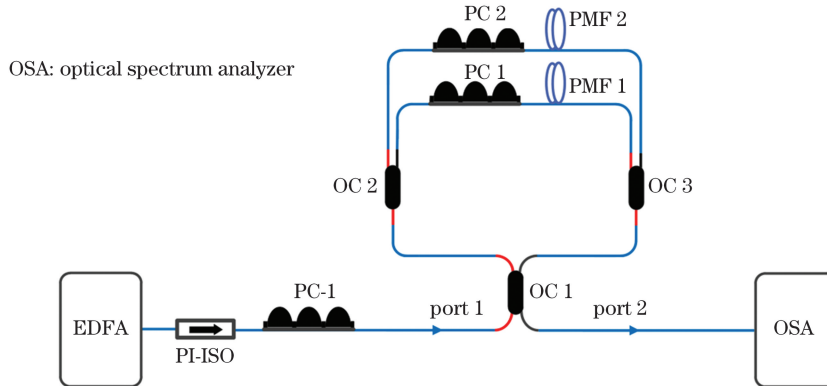 PC 2
PMF 2
OSA: optical spectrum analyzer
PC 1
PMF 1
OC 2
OC 3
PC-1
port 1
OC 1
port 2
EDFA
OSA
PI-ISO